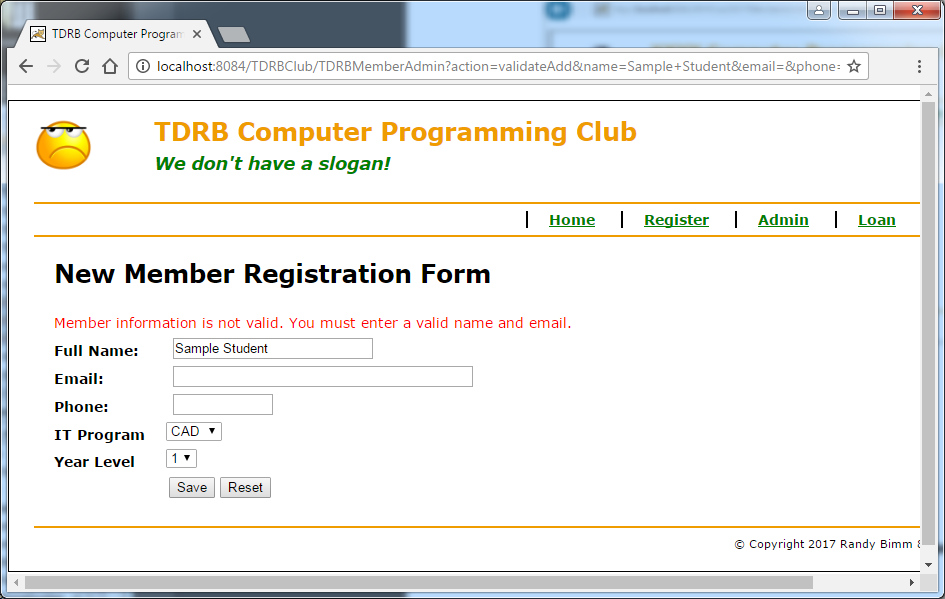 TDRB Computer Program
localhost:8084/TDRBClub/TDRBMemberAdmin?action=validateAdd&name=Sample+Student&email=&phone=
TDRB Computer Programming Club
We don't have a slogan!
Home Register Admin Loan
New Member Registration Form
Member information is not valid. You must enter a valid name and email.
Full Name: Sample Student
Email:
Phone:
IT Program CAD
Year Level 1
Save Reset
© Copyright 2017 Randy Bimm